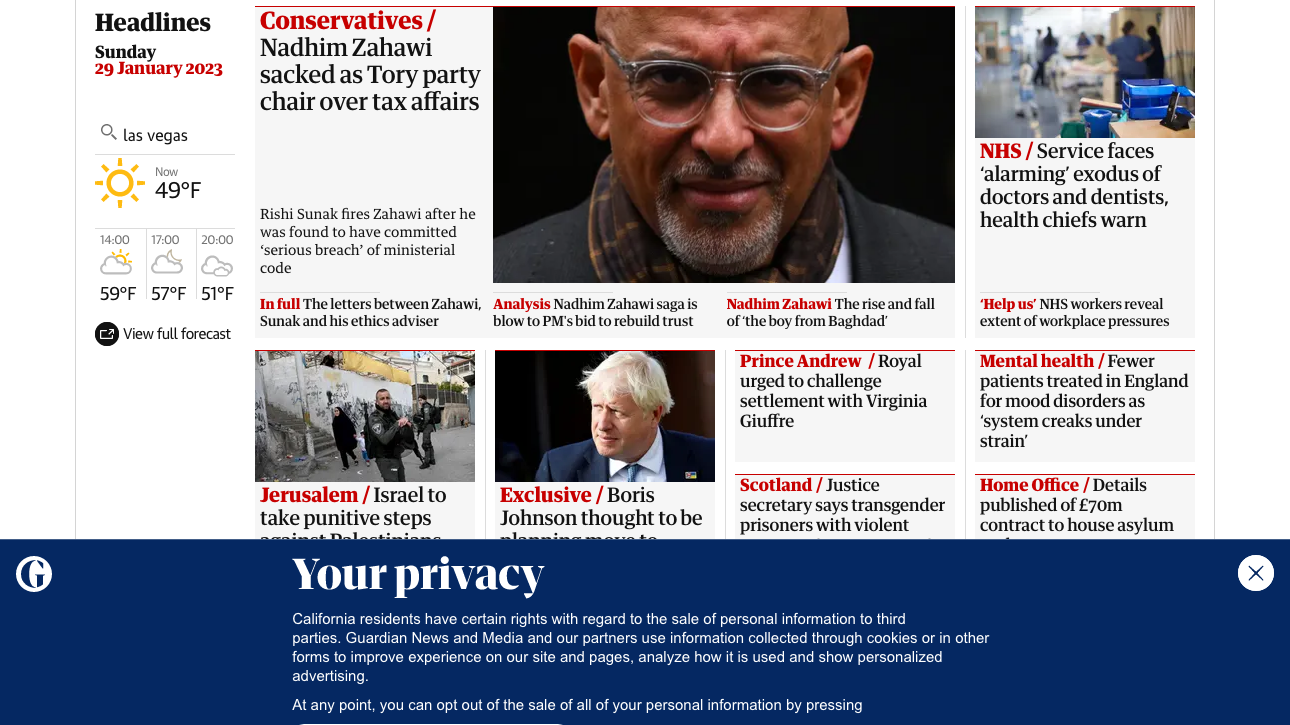 Headlines
Sunday
29 January 2023
las vegas
Now
49°F
14:00
17:00
20:00
59°F
57°F
51°F
View full forecast
Conservatives /
Nadhim Zahawi
sacked as Tory party
chair over tax affairs
Rishi Sunak fires Zahawi after he
was found to have committed
‘serious breach’ of ministerial
code
In full The letters between Zahawi,
Sunak and his ethics adviser
Analysis Nadhim Zahawi saga is
blow to PM's bid to rebuild trust
Nadhim Zahawi The rise and fall
of ‘the boy from Baghdad’
NHS / Service faces
‘alarming’ exodus of
doctors and dentists,
health chiefs warn
‘Help us’ NHS workers reveal
extent of workplace pressures
Jerusalem / Israel to
take punitive steps
against Palestinians
Exclusive / Boris
Johnson thought to be
planning move to
Prince Andrew / Royal
urged to challenge
settlement with Virginia
Giuffre
Scotland / Justice
secretary says transgender
prisoners with violent
Mental health / Fewer
patients treated in England
for mood disorders as
‘system creaks under
strain’
Home Office / Details
published of £70m
contract to house asylum
Your privacy
California residents have certain rights with regard to the sale of personal information to third
parties. Guardian News and Media and our partners use information collected through cookies or in other
forms to improve experience on our site and pages, analyze how it is used and show personalized
advertising.
At any point, you can opt out of the sale of all of your personal information by pressing